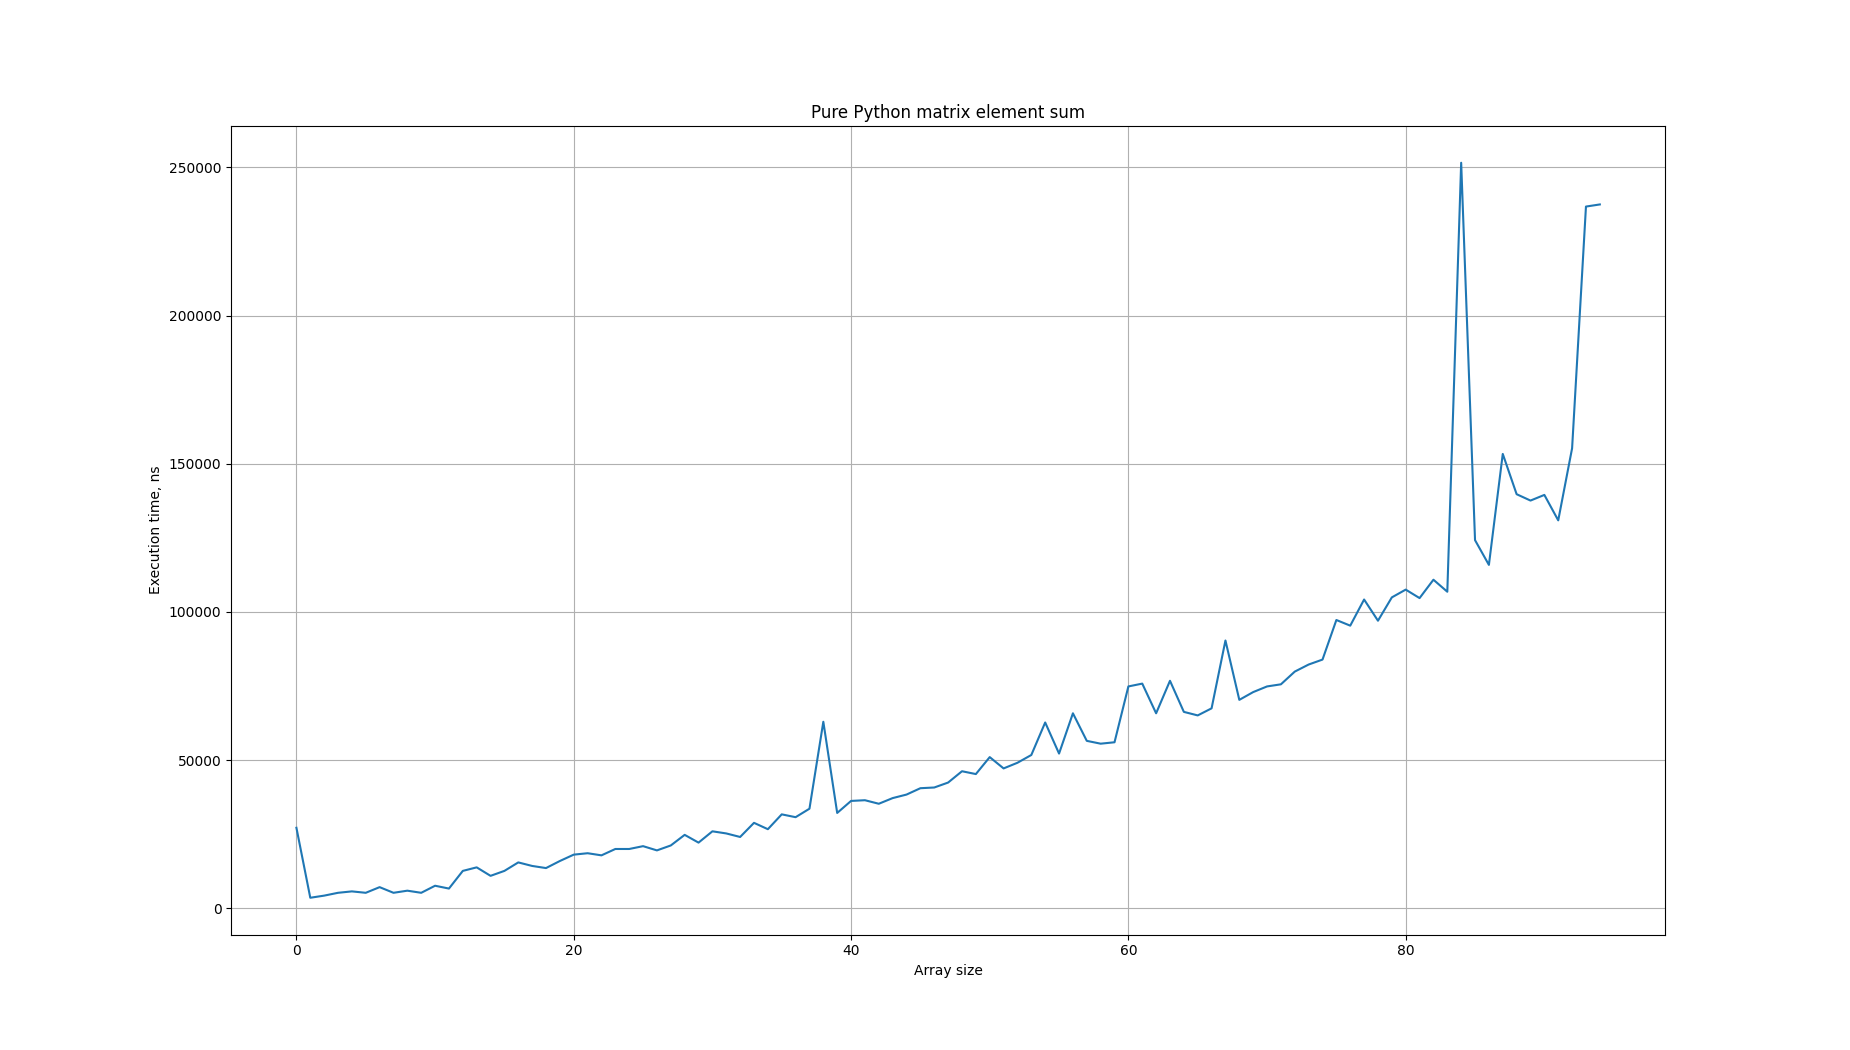 Pure Python matrix element sum
250000
200000
150000
100000
50000
0
Execution time, ns
0 20 40 60 80
Array size